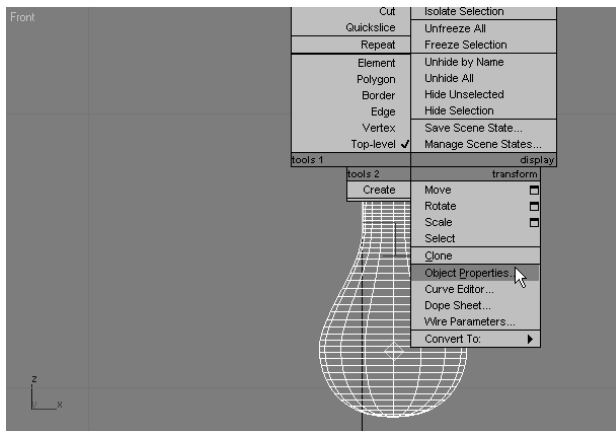 Front
Cut
Quickslice
Repeat
Element
Polygon
Border
Edge
Vertex
Top-level
tools 1
Isolate Selection
Unfreeze All
Freeze Selection
Unhide by Name
Unhide All
Hide Unselected
Hide Selection
Save Scene State...
Manage Scene States...
display
tools 2
Create
transform
Move
Rotate
Scale
Select
Clone
Object Properties...
Curve Editor...
Dope Sheet...
Wire Parameters...
Convert To:
z
x